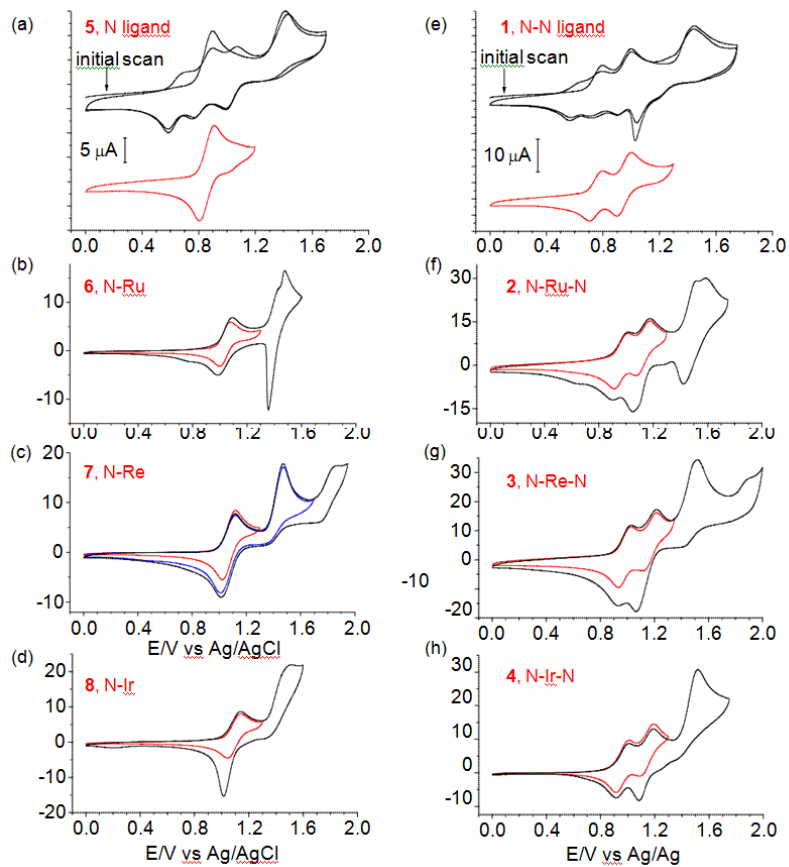 (a)
5, N ligand
initial scan
5 µA
0.0 0.4 0.8 1.2 1.6 2.0
(b)
6, N-Ru
10
0
-10
0.0 0.4 0.8 1.2 1.6 2.0
(c)
20
7, N-Re
10
0
-10
0.0 0.4 0.8 1.2 1.6 2.0
E/V vs Ag/AgCl
(d)
20
8, N-Ir
10
0
-10
20
0.0 0.4 0.8 1.2 1.6 2.0
E/V vs Ag/AgCl
(e)
1, N-N ligand
initial scan
10 µA
0.0 0.4 0.8 1.2 1.6 2.0
(f)
30
2, N-Ru-N
15
0
-15
0.0 0.4 0.8 1.2 1.6 2.0
(g)
30
3, N-Re-N
20
10
0
-10
-20
0.0 0.4 0.8 1.2 1.6 2.0
(h)
30
4, N-Ir-N
20
10
0
-10
0.0 0.4 0.8 1.2 1.6 2.0
E/V vs Ag/Ag